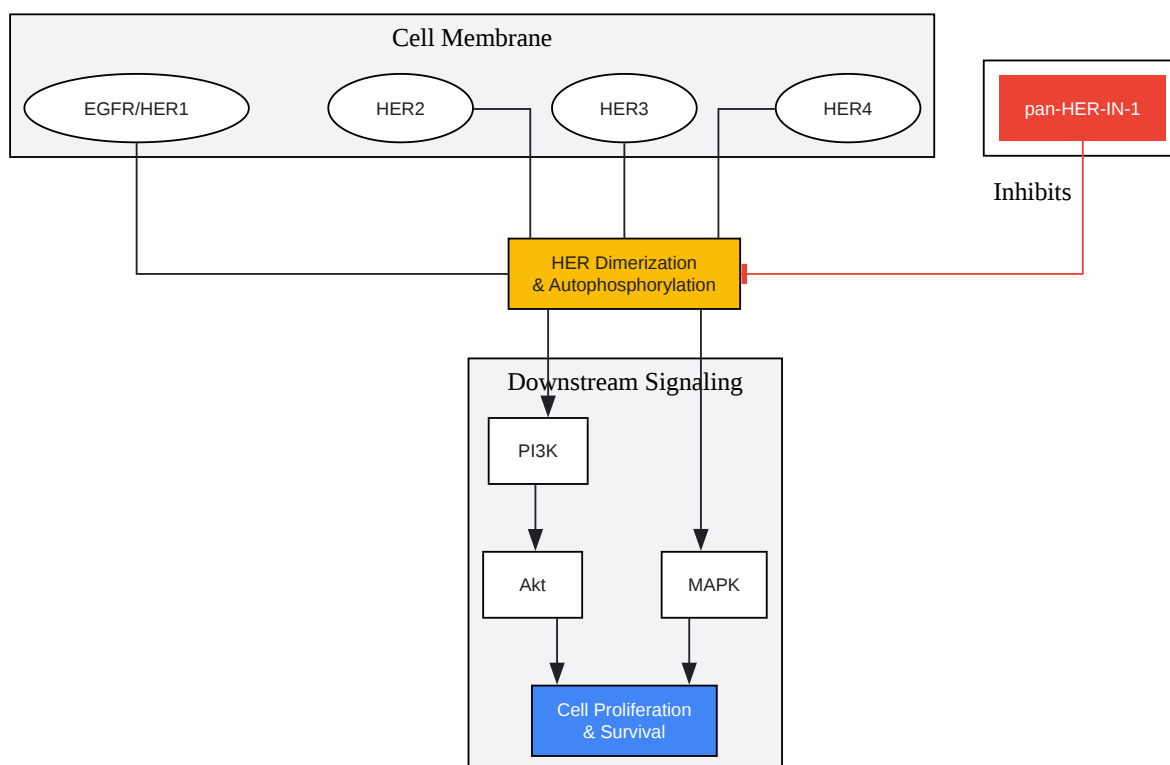 Cell Membrane
EGFR/HER1
HER2
HER3
HER4
pan-HER-IN-1
Inhibits
HER Dimerization
& Autophosphorylation
Downstream Signaling
PI3K
Akt
MAPK
Cell Proliferation
& Survival